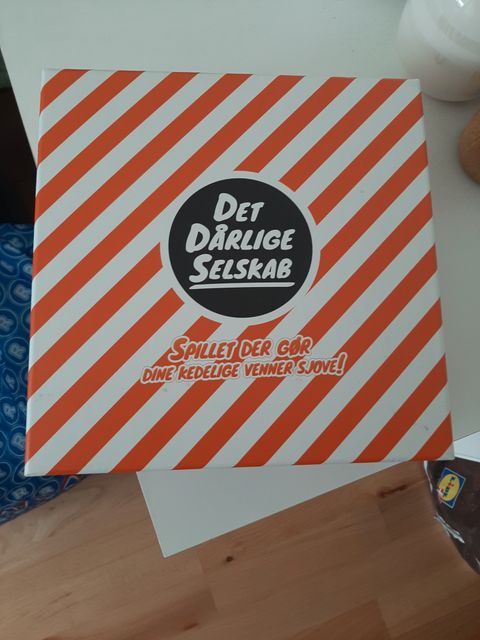 DET
DÅRLIGE
SELSKAB
SPILLET DER GØR
DINE KEDELIGE VENNER SJOVE!